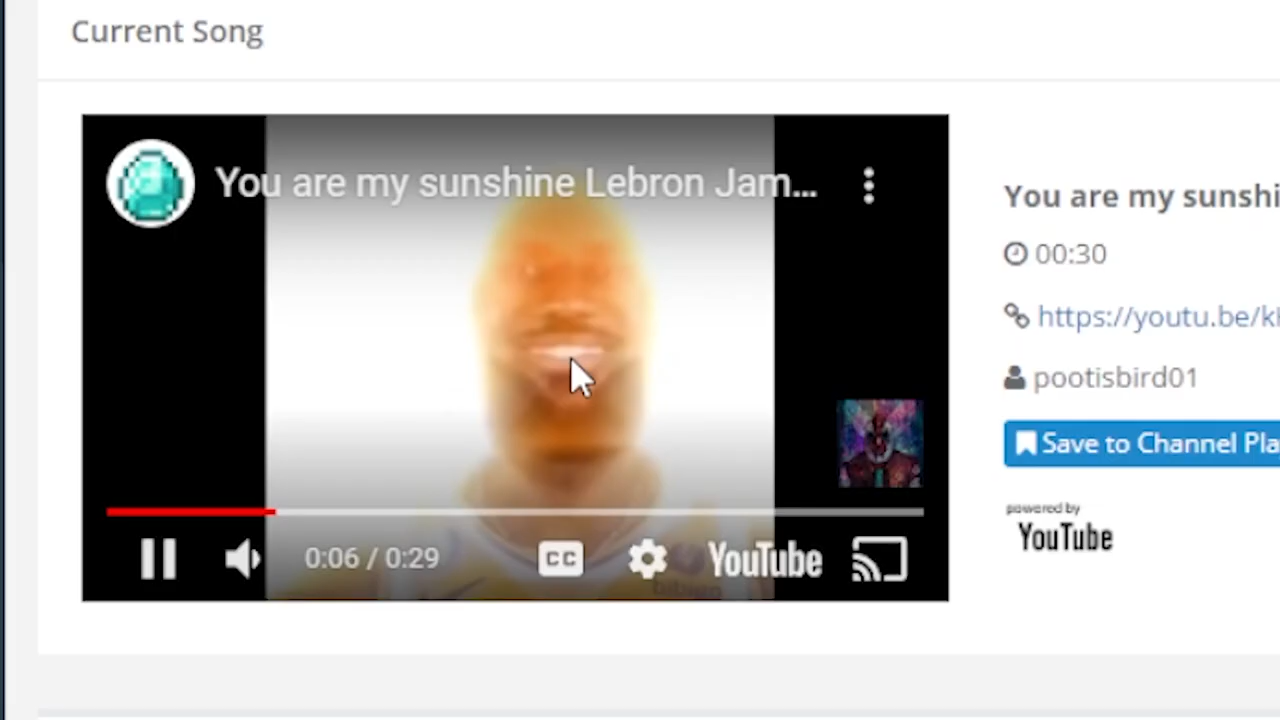 Current Song
You are my sunshine Lebron Jam...
You are my sunshi
00:30
https://youtu.be/k
pootisbird01
Save to Channel Pla
powered by
YouTube
0:06 / 0:29
CC
YouTube